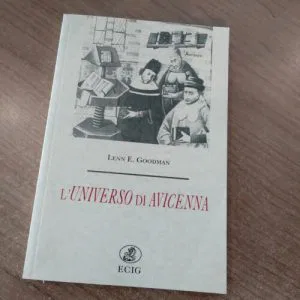 LENN E. GOODMAN
L'UNIVERSO DI AVICENNA
ECIG